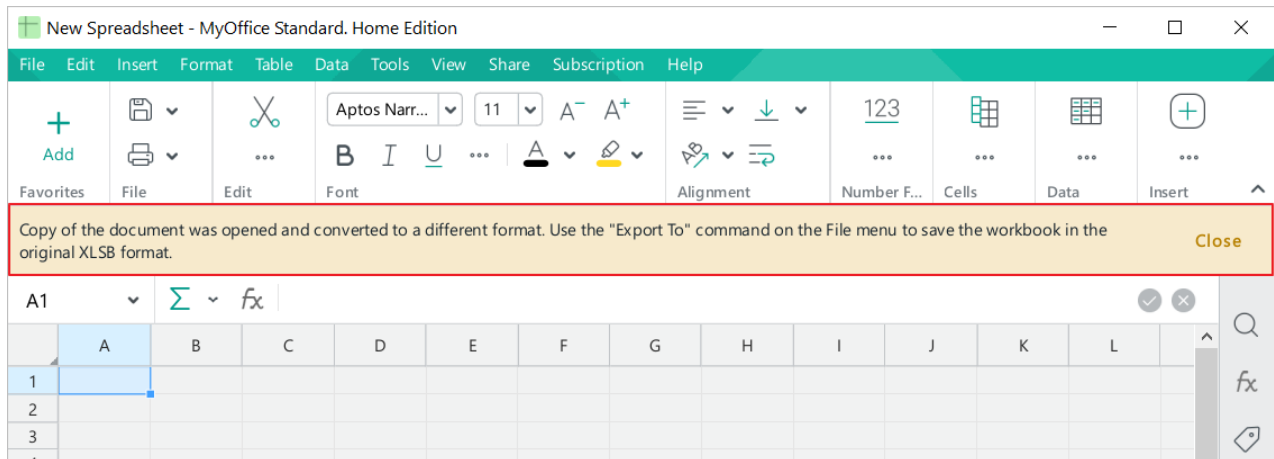 New Spreadsheet - MyOffice Standard. Home Edition
File Edit Insert Format Table Data Tools View Share Subscription Help
Aptos Narr... 11 A− A+ 123
Add
B I U A
Favorites File Edit Font Alignment Number F... Cells Data Insert
Copy of the document was opened and converted to a different format. Use the "Export To" command on the File menu to save the workbook in the
original XLSB format.
Close
A1 Σ fx
A B C D E F G H I J K L
1
2
3